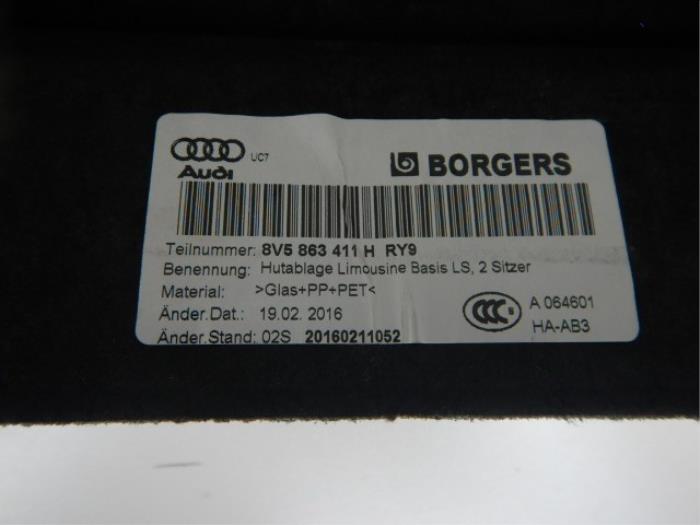 UC7
Audi
BORGERS
Teilnummer: 8V5 863 411 H RY9
Benennung: Hutablage Limousine Basis LS, 2 Sitzer
Material: >Glas+PP+PET<
Änder.Dat.: 19.02. 2016
Änder.Stand: 02S 20160211052
CCC
A 064601
HA-AB3